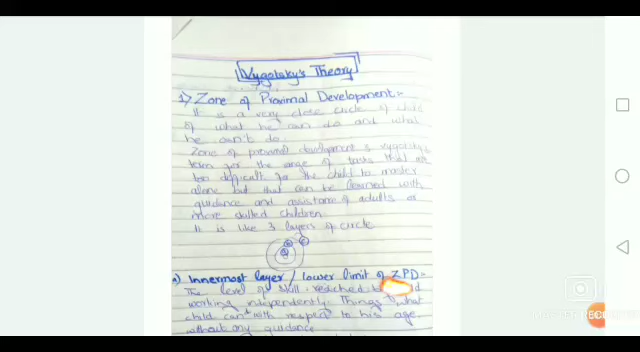 Vygotsky's Theory
1) Zone of Proximal Development:-
It is a very close circle of child
of what he can do and what
he can't do.
Zone of proximal development is vygotsky's
term for the range of tasks that are
too difficult for the child to master
alone but that can be learned with
guidance and assistance of adults or
more skilled children.
It is like 3 layers of circle
a) Innermost layer / lower limit of ZPD:-
The level of skill reached by
working independently. Things what
child can with respect to his age
without any guidance